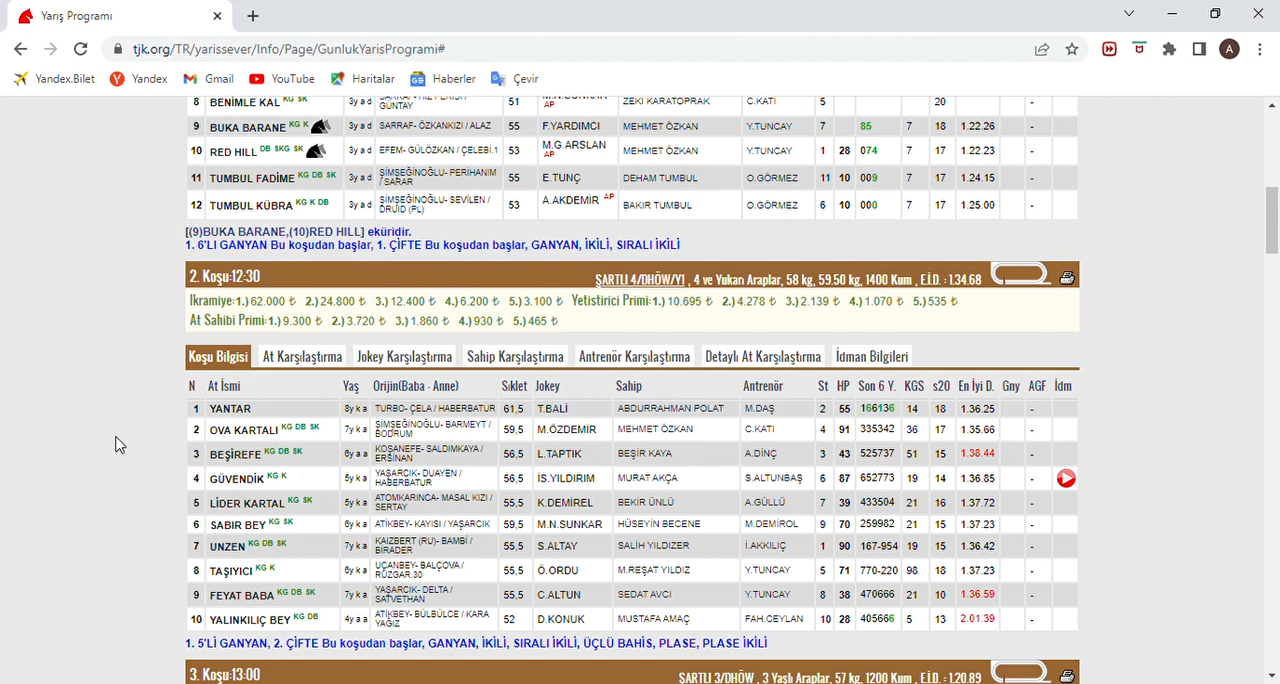 Yarış Programı
tjk.org/TR/yarissever/Info/Page/GunlukYarisProgrami#
A
Yandex.Bilet Yandex Gmail YouTube Haritalar Haberler Çevir
8 BENİMLE KAL KG SK 3y a d GÜNTAY 51 AP ZEKİ KARATOPRAK C.KATI 5 20 -
9 BUKA BARANE KG K 3y a d SARRAF- ÖZKANKIZI / ALAZ 55 F.YARDIMCI MEHMET ÖZKAN Y.TUNCAY 7 85 7 18 1.22.26 -
10 RED HILL DB SKG SK 3y a d EFEM- GÜLÖZKAN / ÇELEBİ.1 53 M.G.ARSLAN AP MEHMET ÖZKAN Y.TUNCAY 1 28 074 7 17 1.22.23 -
11 TUMBUL FADİME KG DB SK 3y a d ŞİMŞEĞİNOĞLU- PERİHANIM / SARAR 55 E.TUNÇ DEHAM TUMBUL O.GÖRMEZ 11 10 009 7 17 1.24.15 -
12 TUMBUL KÜBRA KG K DB 3y a d ŞİMŞEĞİNOĞLU- SEVİLEN / DRUID (PL) 53 A.AKDEMİR AP BAKIR TUMBUL O.GÖRMEZ 6 10 000 7 17 1.25.00 -
[(9)BUKA BARANE,(10)RED HILL] eküridir.
1. 6'LI GANYAN Bu koşudan başlar, 1. ÇİFTE Bu koşudan başlar, GANYAN, İKİLİ, SIRALI İKİLİ
2. Koşu:12:30 ŞARTLI 4/DHÖW/Y1 , 4 ve Yukarı Araplar, 58 kg, 59.50 kg, 1400 Kum , E.İ.D. : 1.34.68
İkramiye: 1.) 62.000 ₺ 2.) 24.800 ₺ 3.) 12.400 ₺ 4.) 6.200 ₺ 5.) 3.100 ₺ Yetiştirici Primi: 1.) 10.695 ₺ 2.) 4.278 ₺ 3.) 2.139 ₺ 4.) 1.070 ₺ 5.) 535 ₺
At Sahibi Primi: 1.) 9.300 ₺ 2.) 3.720 ₺ 3.) 1.860 ₺ 4.) 930 ₺ 5.) 465 ₺
Koşu Bilgisi At Karşılaştırma Jokey Karşılaştırma Sahip Karşılaştırma Antrenör Karşılaştırma Detaylı At Karşılaştırma İdman Bilgileri
N At İsmi Yaş Orijin(Baba - Anne) Sıklet Jokey Sahip Antrenör St HP Son 6 Y. KGS s20 En İyi D. Gny AGF İdm
1 YANTAR 8y k a TURBO- ÇELA / HABERBATUR 61,5 T.BALİ ABDURRAHMAN POLAT M.DAŞ 2 55 166136 14 18 1.36.25 -
2 OVA KARTALI KG DB SK 7y k a ŞİMŞEĞİNOĞLU- BARMEYT / BODRUM 59,5 M.ÖZDEMİR MEHMET ÖZKAN C.KATI 4 91 335342 36 17 1.35.66 -
3 BEŞİREFE KG DB SK 6y a a KOŞANEFE- SALDIMKAYA / ERSİNAN 56,5 L.TAPTIK BEŞİR KAYA A.DİNÇ 3 43 525737 51 15 1.38.44 -
4 GÜVENDİK KG K 5y k a YAŞARCIK- DUAYEN / HABERBATUR 56,5 İS.YILDIRIM MURAT AKÇA S.ALTUNBAŞ 6 87 652773 19 14 1.36.85 -
5 LİDER KARTAL KG SK 5y k a ATOMKARINCA- MASAL KIZI / SERTAY 55,5 K.DEMİREL BEKİR ÜNLÜ A.GÜLLÜ 7 39 433504 21 16 1.37.72 -
6 SABIR BEY KG SK 6y k a ATİKBEY- KAYISI / YAŞARCIK 59,5 M.N.SUNKAR HÜSEYİN BECENE M.DEMİROL 9 70 259982 21 15 1.37.23 -
7 UNZEN KG DB SK 7y k a KAIZBERT (RU)- BAMBİ / BİRADER 55,5 S.ALTAY SALİH YILDIZER İ.AKKILIÇ 1 90 167-954 19 15 1.36.42 -
8 TAŞIYICI KG K 6y k a UÇANBEY- BALÇOVA / RÜZGAR.30 55,5 Ö.ORDU M.REŞAT YILDIZ Y.TUNCAY 5 71 770-220 98 18 1.37.23 -
9 FEYAT BABA KG DB SK 7y k a YAŞARCIK- DELTA / SATVETHAN 55,5 C.ALTUN SEDAT AVCI Y.TUNCAY 8 38 470666 21 10 1.36.59 -
10 YALINKILIÇ BEY KG DB 4y a a ATİKBEY- BÜLBÜLCE / KARA YAĞIZ 52 D.KONUK MUSTAFA AMAÇ FAH.CEYLAN 10 28 405666 5 13 2.01.39 -
1. 5'Lİ GANYAN, 2. ÇİFTE Bu koşudan başlar, GANYAN, İKİLİ, SIRALI İKİLİ, ÜÇLÜ BAHİS, PLASE, PLASE İKİLİ
3. Koşu:13:00 ŞARTLI 3/DHÖW , 3 Yaşlı Araplar, 57 kg, 1200 Kum , E.İ.D. : 1.20.89